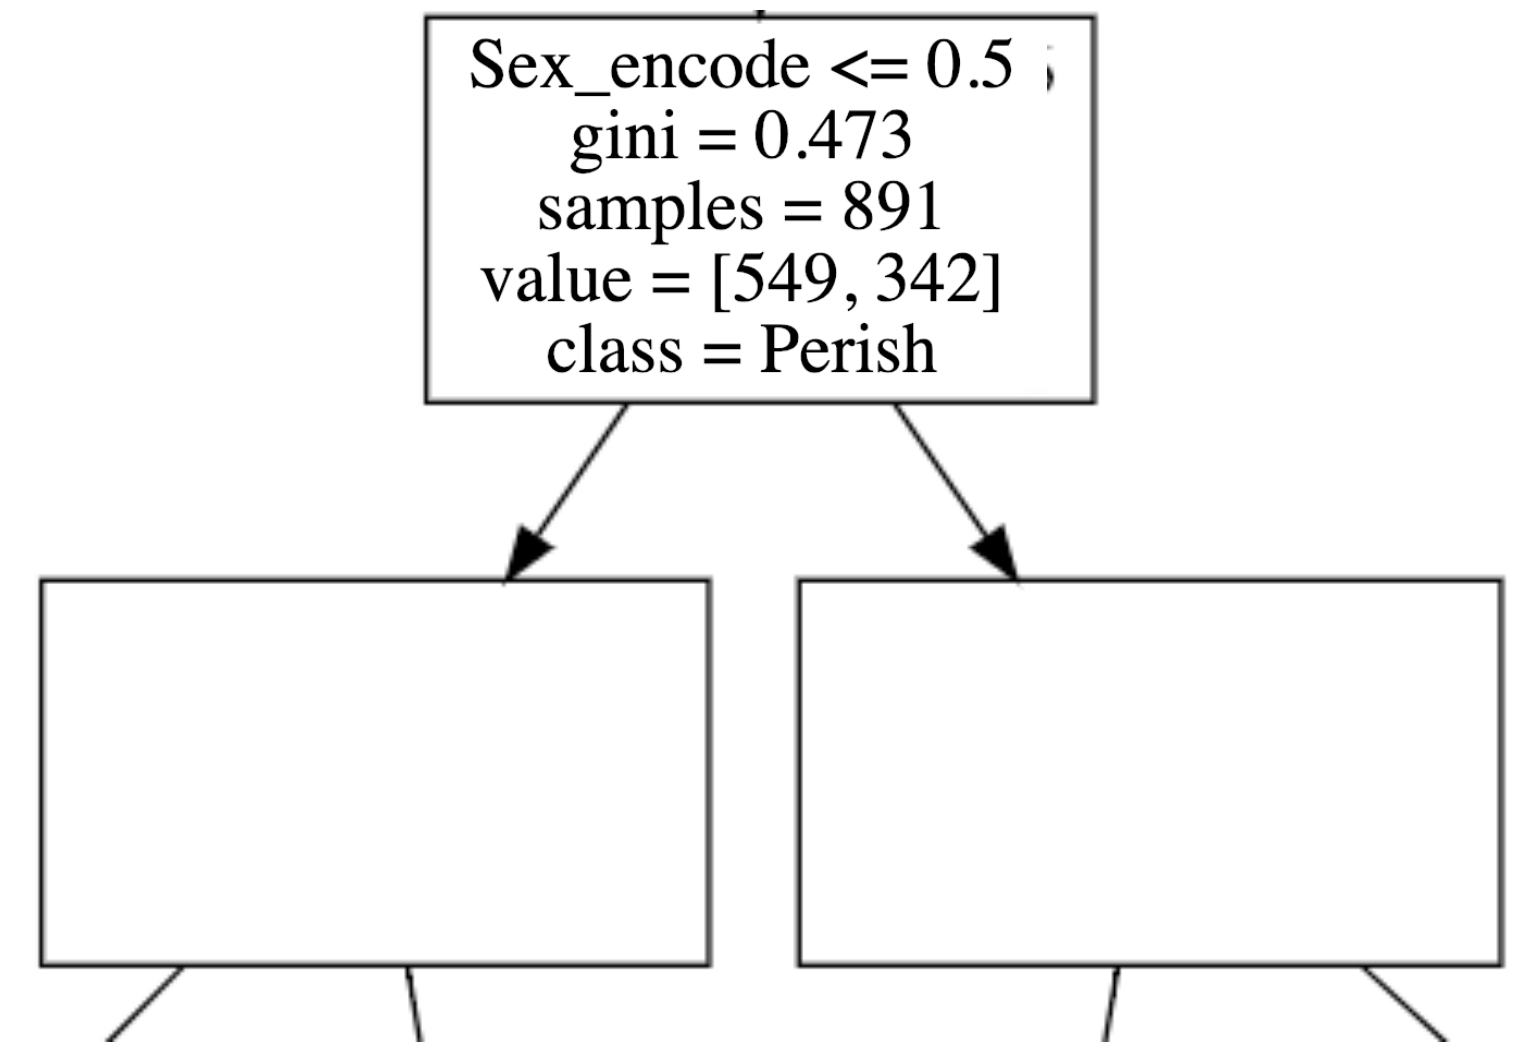 Sex_encode <= 0.5
gini = 0.473
samples = 891
value = [549, 342]
class = Perish